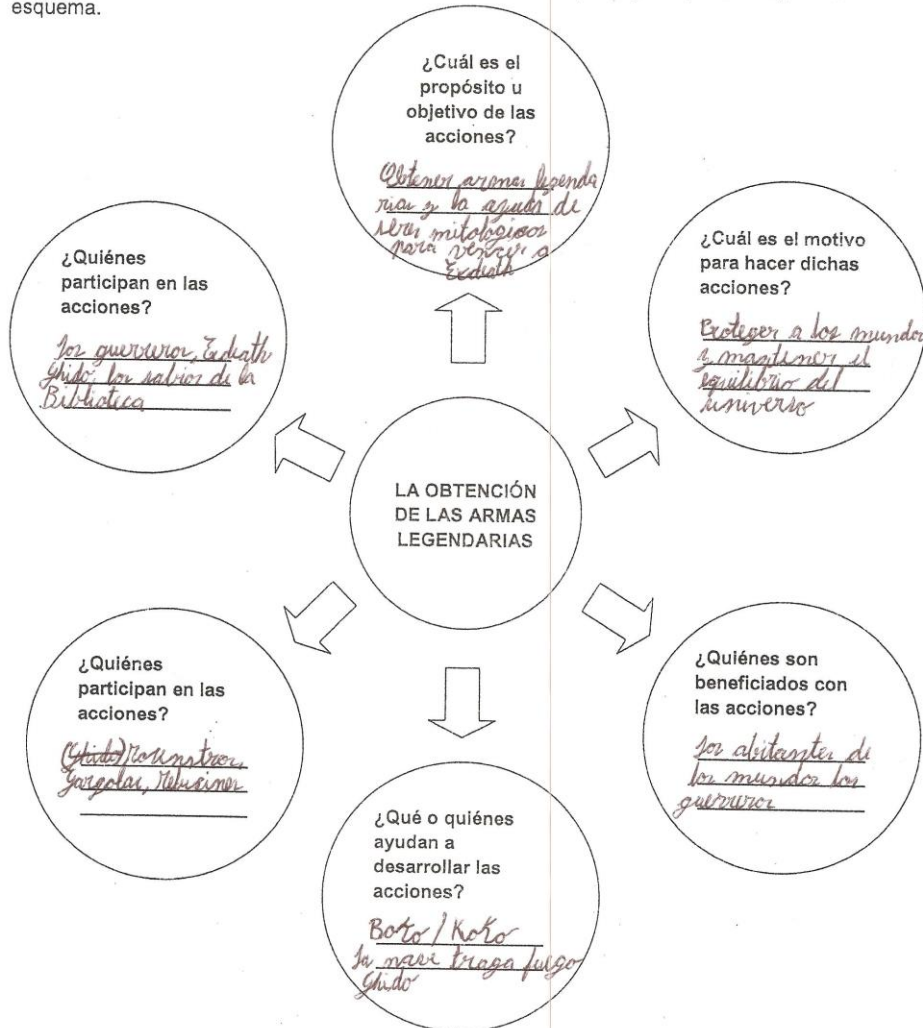 esquema.
¿Cuál es el
propósito u
objetivo de las
acciones?
Obtener armas legenda
rias y la ayuda de
seres mitologicos
para vencer a
Exdeath
¿Quiénes
participan en las
acciones?
Los guerreros, Exdeath
Ghido, los sabios de la
Biblioteca
¿Cuál es el motivo
para hacer dichas
acciones?
Proteger a los mundos
y mantener el
equilibrio del
universo
LA OBTENCIÓN
DE LAS ARMAS
LEGENDARIAS
¿Quiénes
participan en las
acciones?
(Ghido)
Gargolas,
¿Quiénes son
beneficiados con
las acciones?
Los abitantes de
los mundos los
guerreros
¿Qué o quiénes
ayudan a
desarrollar las
acciones?
Boko / Koko
La nave traga fuego
Ghido